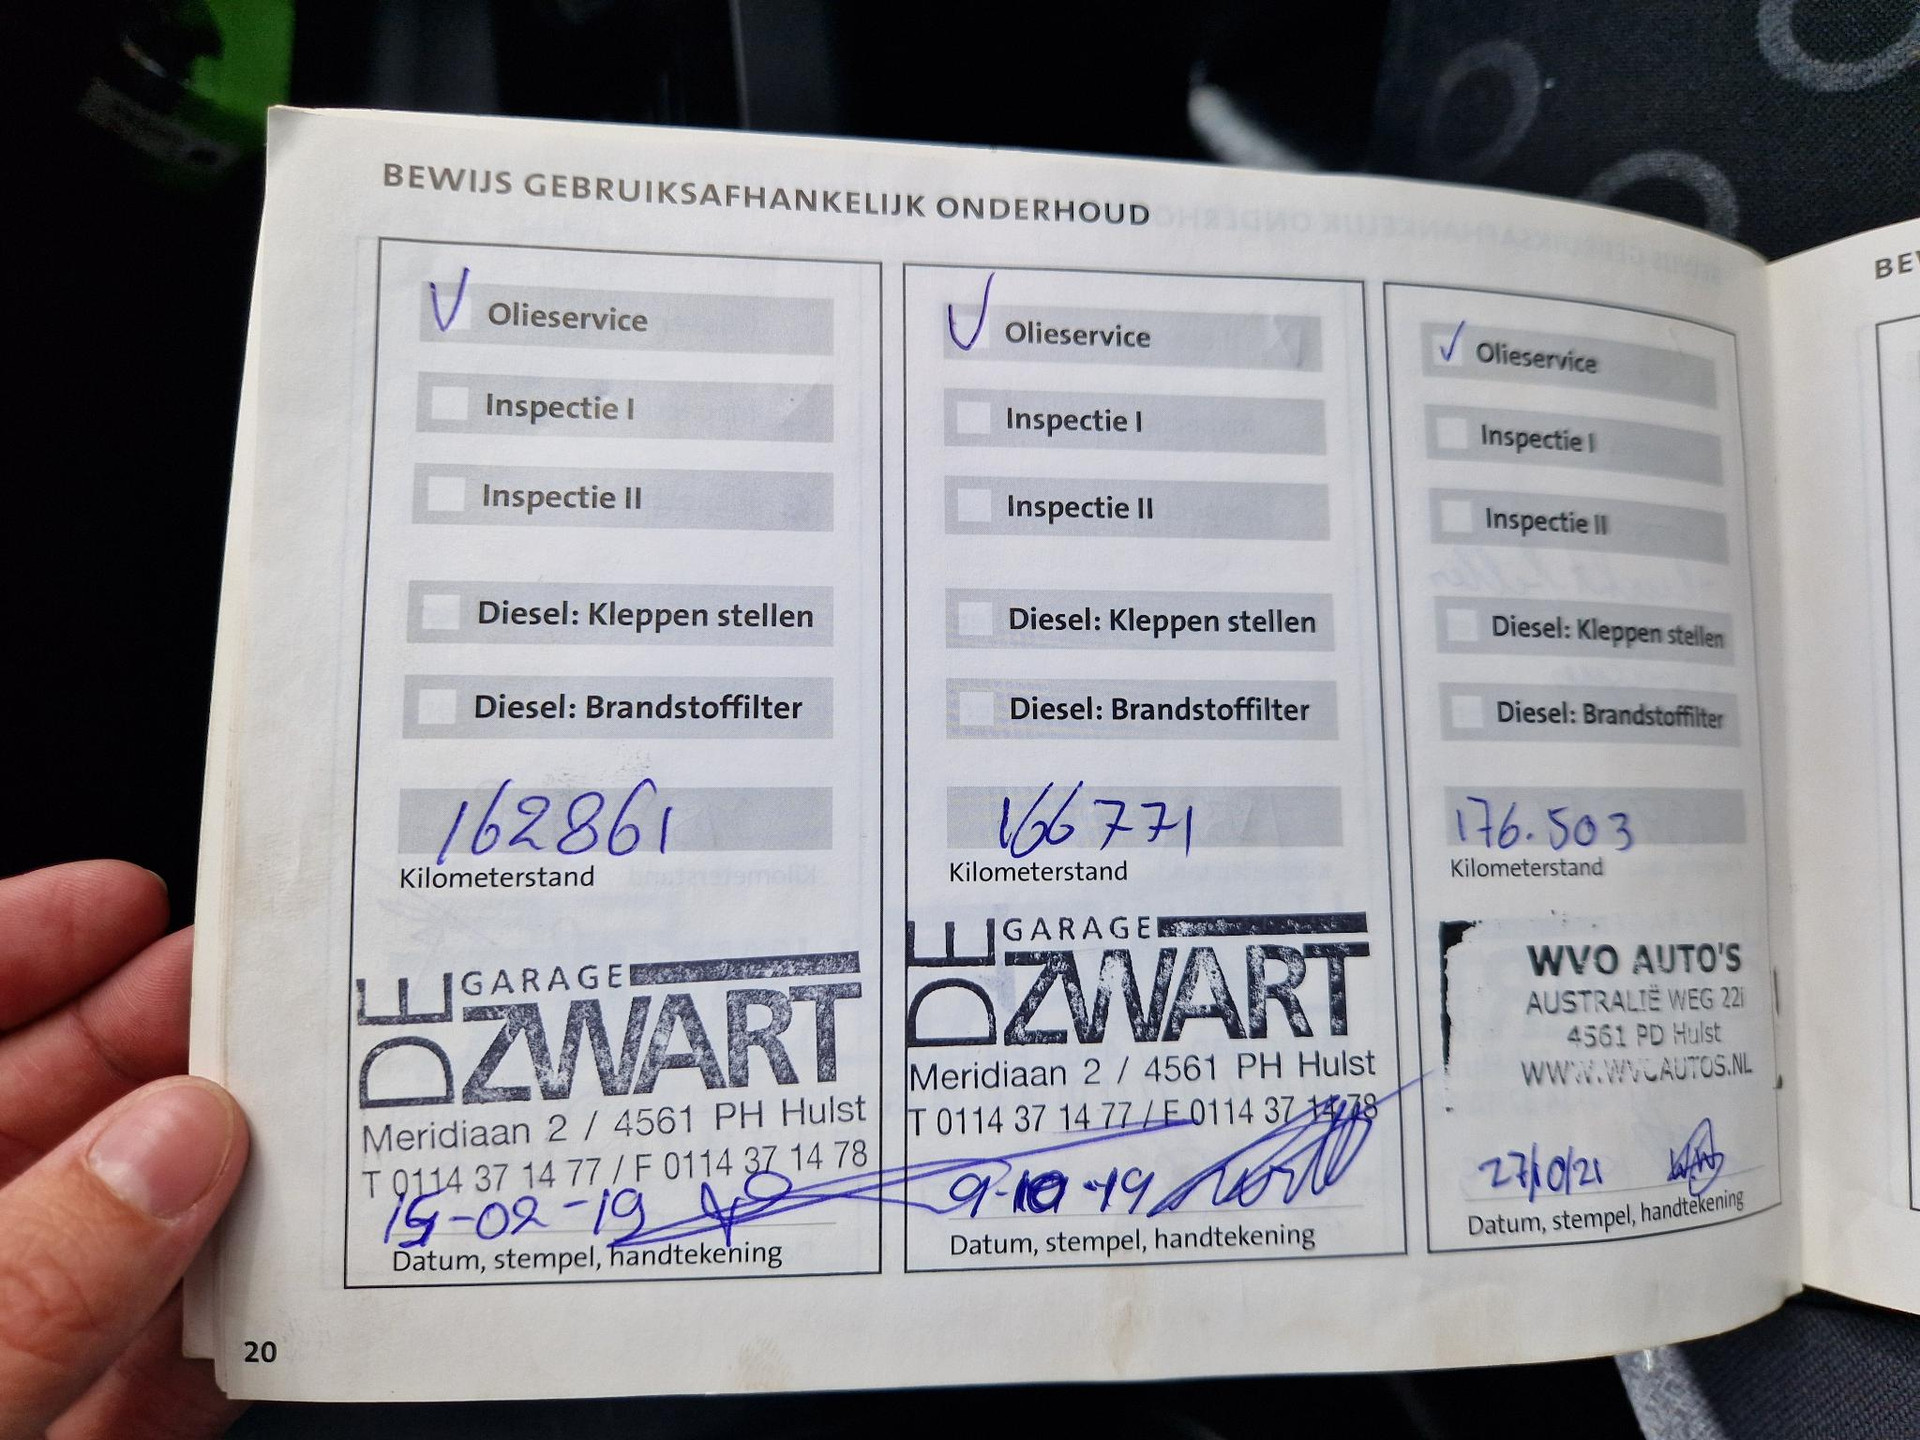 BEWIJS GEBRUIKSAFHANKELIJK ONDERHOUD
Olieservice
Inspectie I
Inspectie II
Diesel: Kleppen stellen
Diesel: Brandstoffilter
162861
Kilometerstand
DE GARAGE ZWART
Meridiaan 2 / 4561 PH Hulst
T 0114 37 14 77 / F 0114 37 14 78
15-02-19
Datum, stempel, handtekening
Olieservice
Inspectie I
Inspectie II
Diesel: Kleppen stellen
Diesel: Brandstoffilter
166771
Kilometerstand
DE GARAGE ZWART
Meridiaan 2 / 4561 PH Hulst
T 0114 37 14 77 / F 0114 37 14 78
9-10-19
Datum, stempel, handtekening
Olieservice
Inspectie I
Inspectie II
Diesel: Kleppen stellen
Diesel: Brandstoffilter
176.503
Kilometerstand
WVO AUTO'S
AUSTRALIË WEG 22i
4561 PD Hulst
WWW.WVOAUTOS.NL
27/10/21
Datum, stempel, handtekening
20